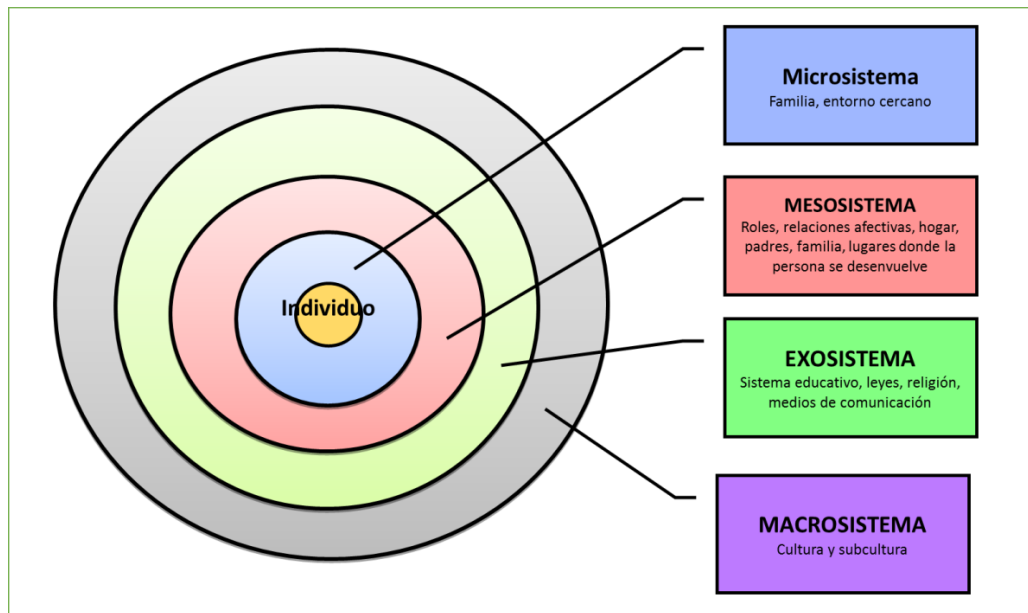 Individuo
Microsistema
Familia, entorno cercano
MESOSISTEMA
Roles, relaciones afectivas, hogar,
padres, familia, lugares donde la
persona se desenvuelve
EXOSISTEMA
Sistema educativo, leyes, religión,
medios de comunicación
MACROSISTEMA
Cultura y subcultura